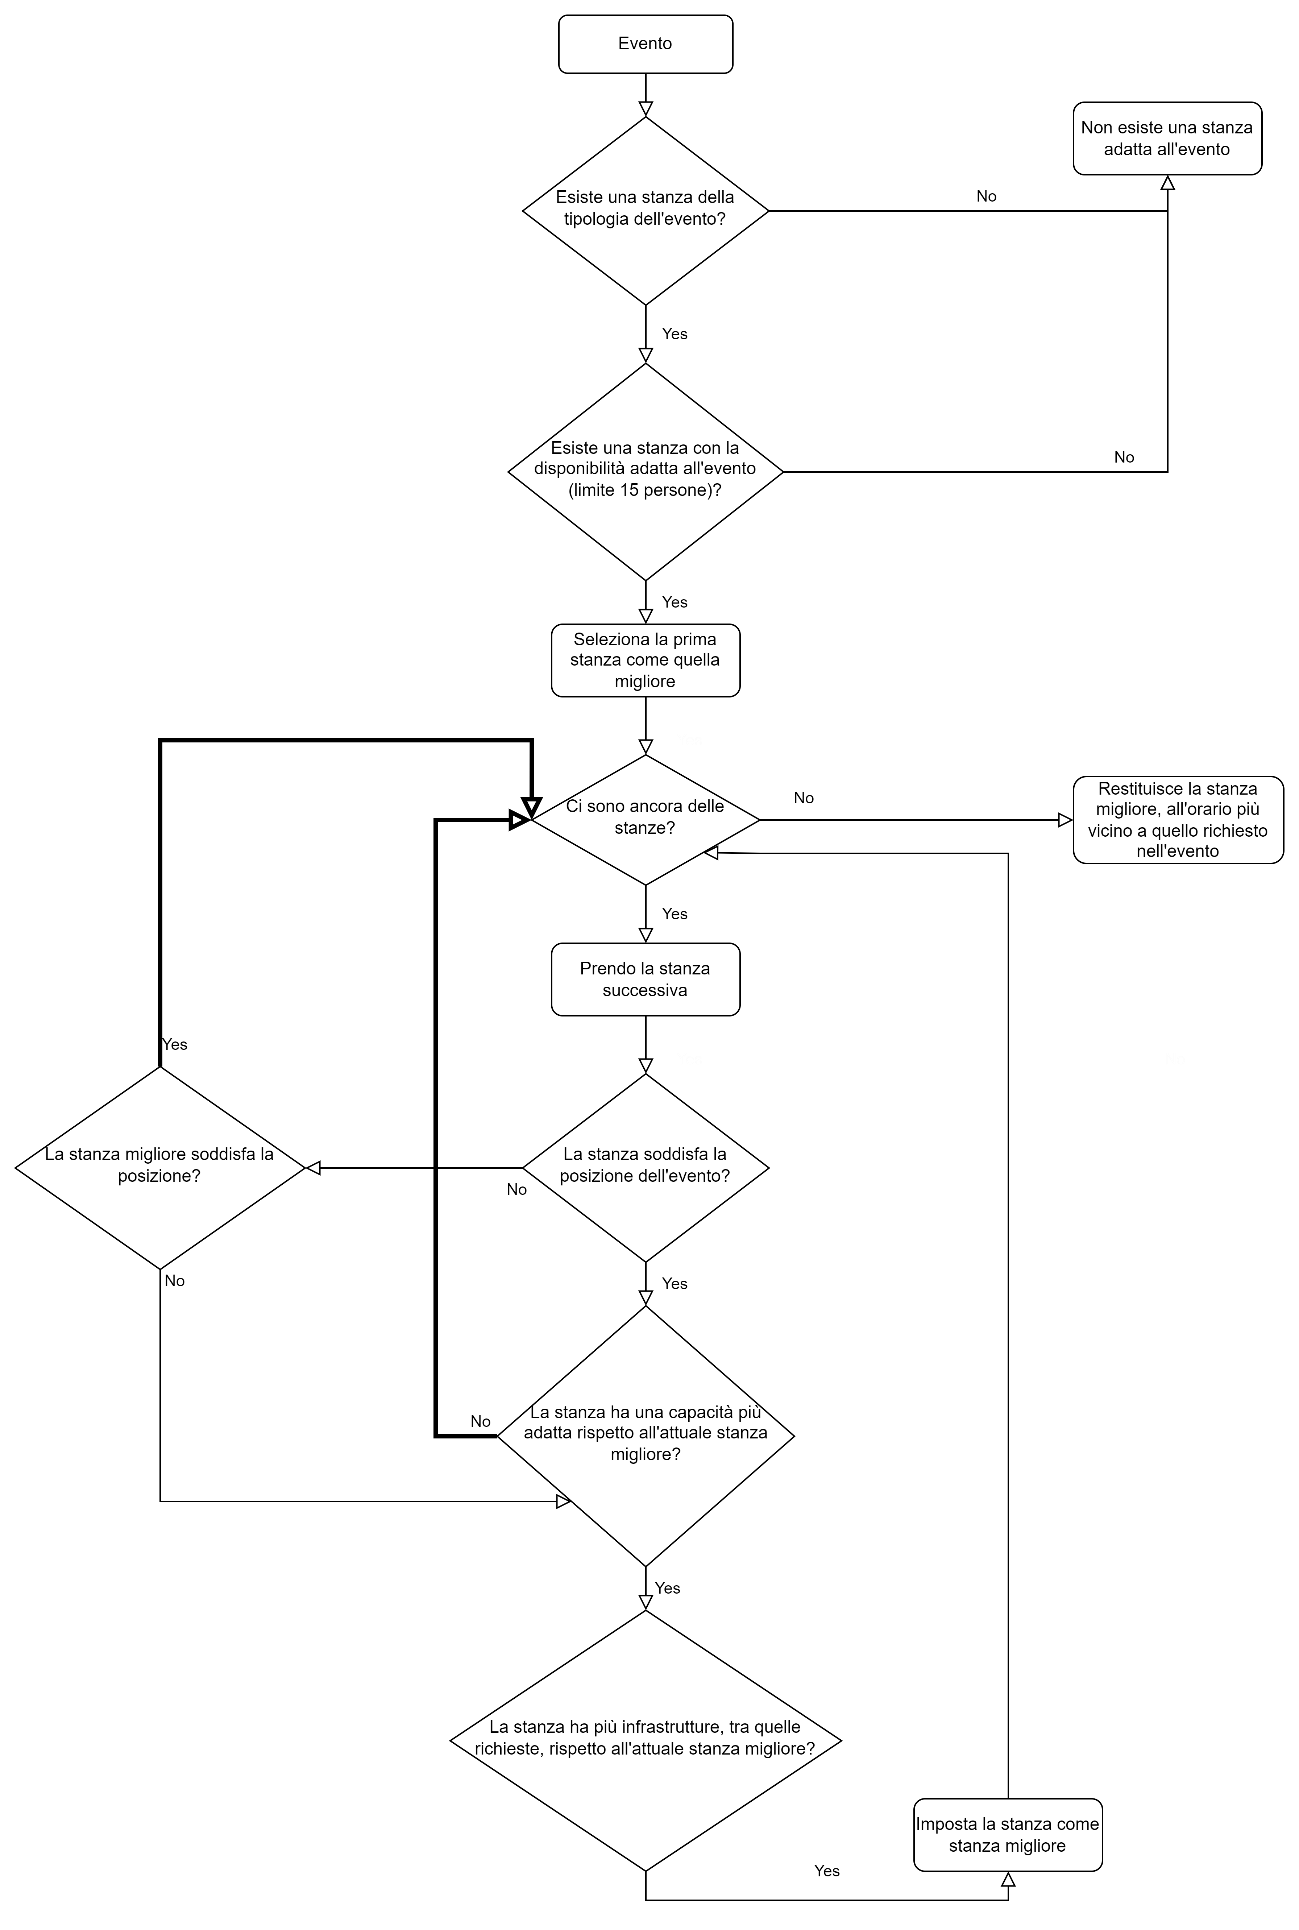 Evento
Non esiste una stanza
adatta all'evento
Esiste una stanza della
tipologia dell'evento?
No
Yes
Esiste una stanza con la
disponibilità adatta all'evento
(limite 15 persone)?
No
Yes
Seleziona la prima
stanza come quella
migliore
Ci sono ancora delle
stanze?
No
Restituisce la stanza
migliore, all'orario più
vicino a quello richiesto
nell'evento
Yes
Prendo la stanza
successiva
Yes
La stanza migliore soddisfa la
posizione?
La stanza soddisfa la
posizione dell'evento?
No
No
Yes
La stanza ha una capacità più
adatta rispetto all'attuale stanza
migliore?
No
Yes
La stanza ha più infrastrutture, tra quelle
richieste, rispetto all'attuale stanza migliore?
Imposta la stanza come
stanza migliore
Yes